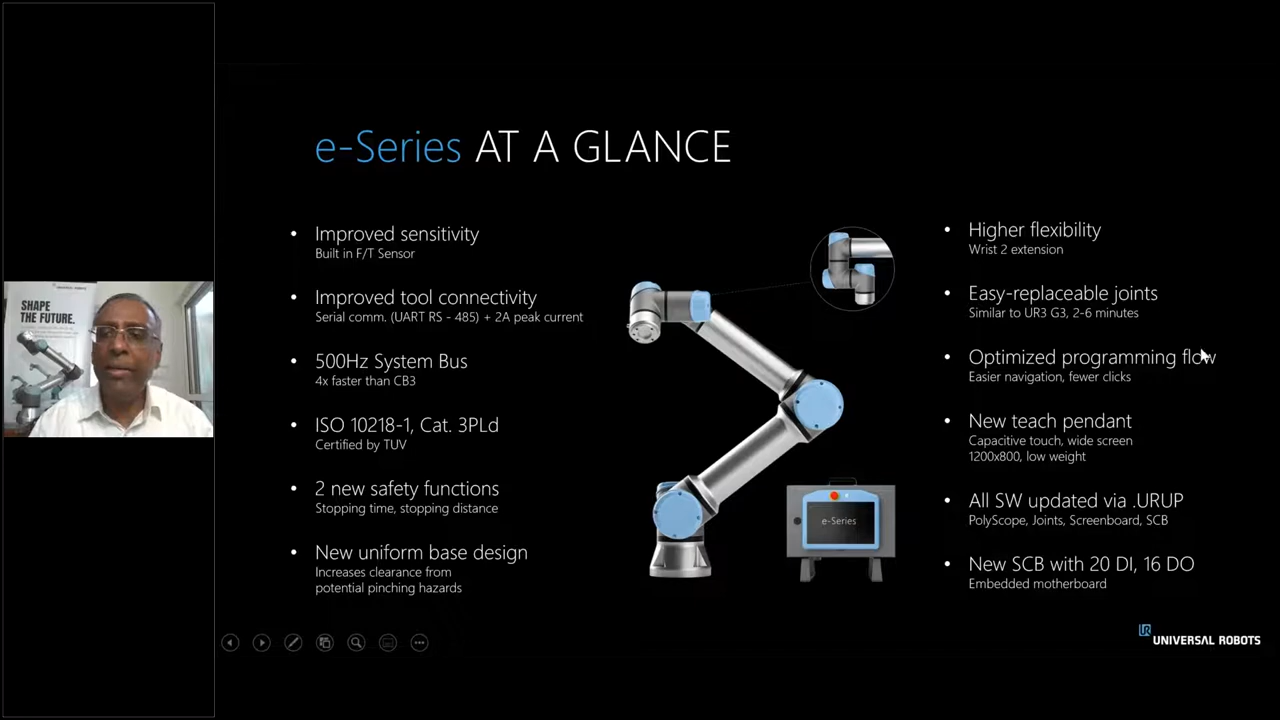 e-Series AT A GLANCE
• Improved sensitivity
Built in F/T Sensor
• Improved tool connectivity
Serial comm. (UART RS - 485) + 2A peak current
• 500Hz System Bus
4x faster than CB3
• ISO 10218-1, Cat. 3PLd
Certified by TUV
• 2 new safety functions
Stopping time, stopping distance
• New uniform base design
Increases clearance from
potential pinching hazards
e-Series
• Higher flexibility
Wrist 2 extension
• Easy-replaceable joints
Similar to UR3 G3, 2-6 minutes
• Optimized programming flow
Easier navigation, fewer clicks
• New teach pendant
Capacitive touch, wide screen
1200x800, low weight
• All SW updated via .URUP
PolyScope, Joints, Screenboard, SCB
• New SCB with 20 DI, 16 DO
Embedded motherboard
UR
UNIVERSAL ROBOTS
UNIVERSAL ROBOTS
SHAPE
THE FUTURE.